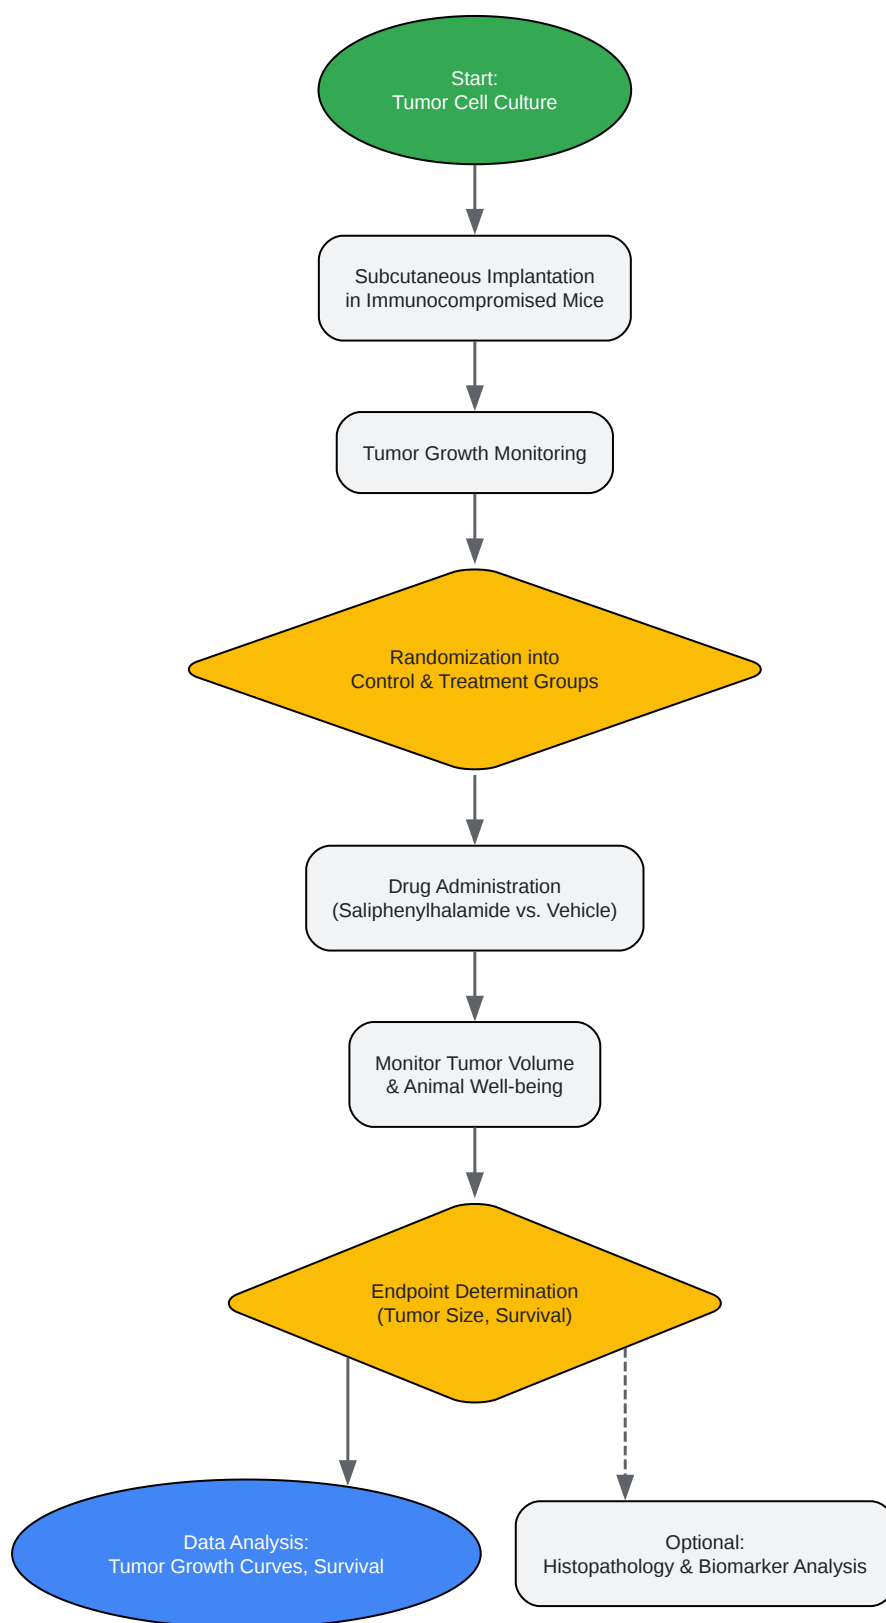 Start:
Tumor Cell Culture
Subcutaneous Implantation
in Immunocompromised Mice
Tumor Growth Monitoring
Randomization into
Control & Treatment Groups
Drug Administration
(Saliphenylhalamide vs. Vehicle)
Monitor Tumor Volume
& Animal Well-being
Endpoint Determination
(Tumor Size, Survival)
Data Analysis:
Tumor Growth Curves, Survival
Optional:
Histopathology & Biomarker Analysis